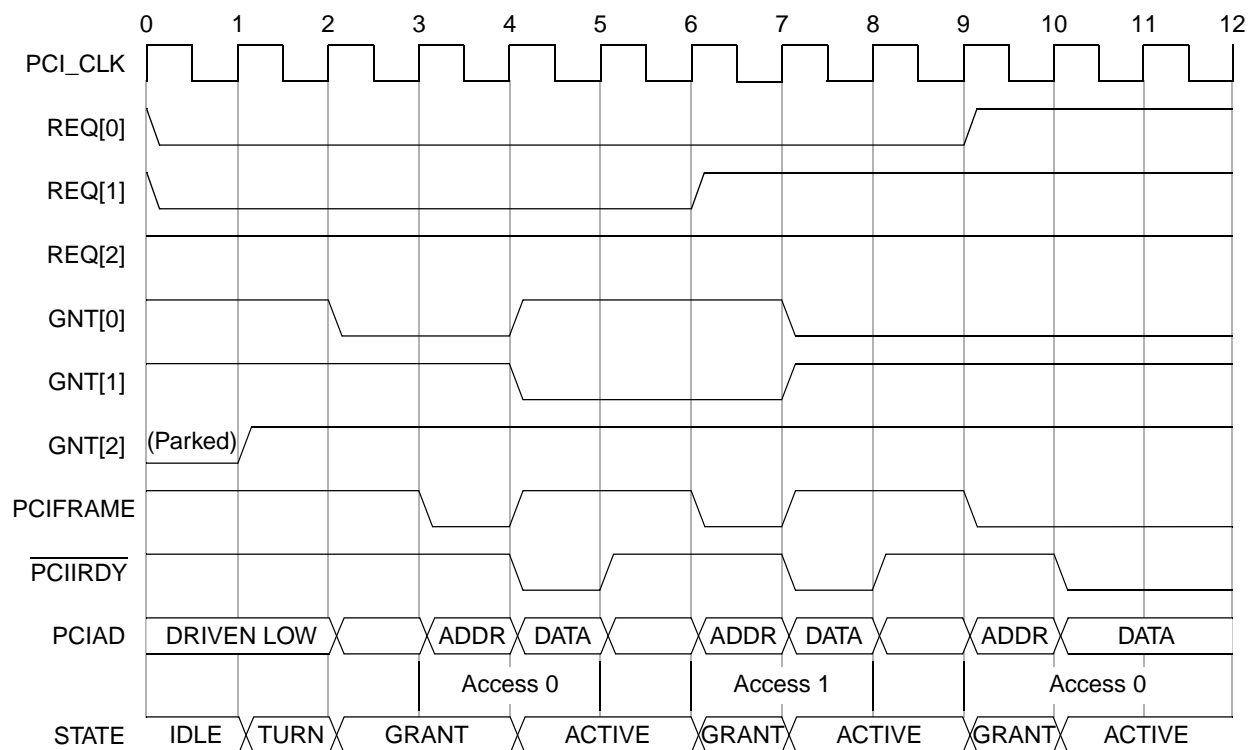 0 1 2 3 4 5 6 7 8 9 10 11 12
PCI_CLK
REQ[0]
REQ[1]
REQ[2]
GNT[0]
GNT[1]
GNT[2] (Parked)
PCIFRAME
PCIIRDY
PCIAD DRIVEN LOW ADDR DATA ADDR DATA ADDR DATA
Access 0 Access 1 Access 0
STATE IDLE TURN GRANT ACTIVE GRANT ACTIVE GRANT ACTIVE